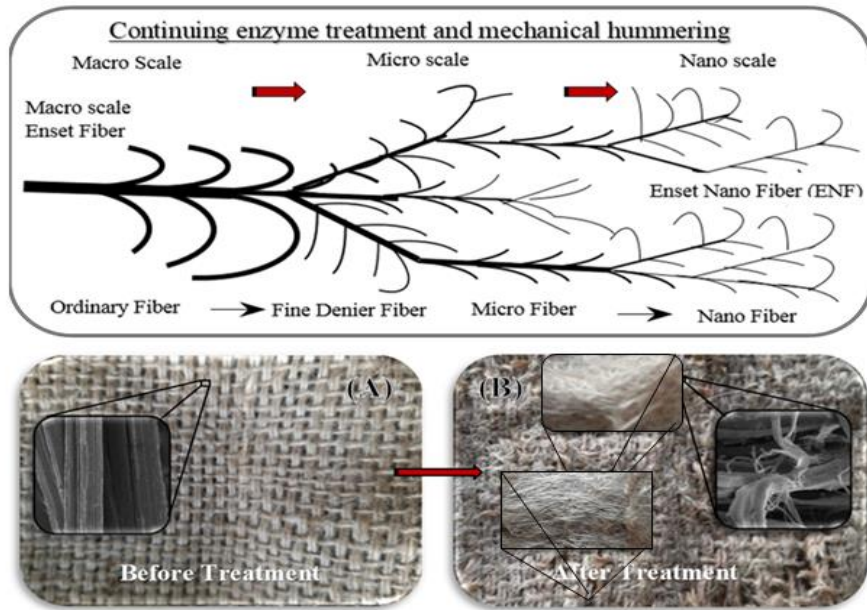 Continuing enzyme treatment and mechanical hummering
Macro Scale
Micro scale
Nano scale
Macro scale
Enset Fiber
Enset Nano Fiber (ENF)
Ordinary Fiber
Fine Denier Fiber
Micro Fiber
Nano Fiber
(A)
(B)
Before Treatment
After Treatment